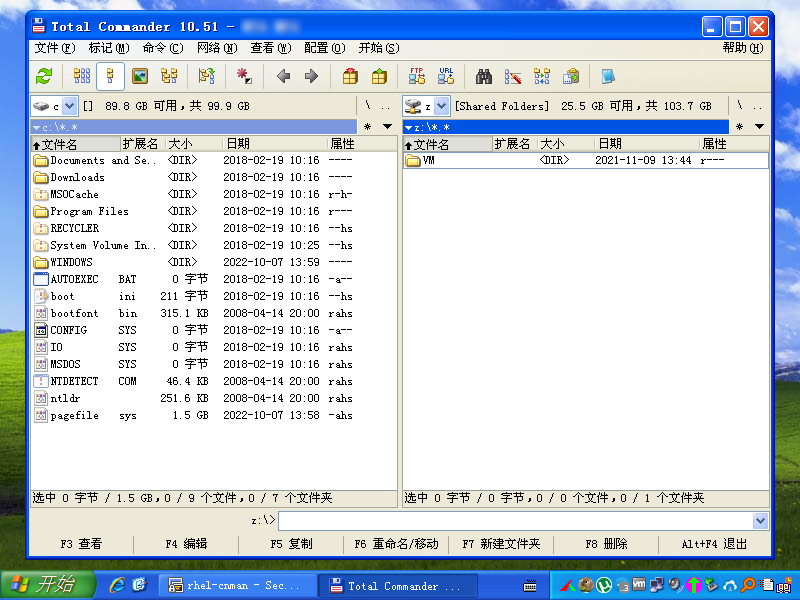 Total Commander 10.51 -
文件(F) 标记(M) 命令(C) 网络(N) 查看(W) 配置(O) 开始(S) 帮助(H)
FTP URL
c [] 89.8 GB 可用，共 99.9 GB \ .. z [Shared Folders] 25.5 GB 可用，共 103.7 GB \ ..
c:\*.* * z:\*.* *
文件名 扩展名 大小 日期 属性 文件名 扩展名 大小 日期 属性
Documents and Se.. <DIR> 2018-02-19 10:16 ---- VM <DIR> 2021-11-09 13:44 r---
Downloads <DIR> 2018-02-19 10:16 ----
MSOCache <DIR> 2018-02-19 10:16 r-h-
Program Files <DIR> 2018-02-19 10:16 r---
RECYCLER <DIR> 2018-02-19 10:16 --hs
System Volume In.. <DIR> 2018-02-19 10:25 --hs
WINDOWS <DIR> 2022-10-07 13:59 ----
AUTOEXEC BAT 0 字节 2018-02-19 10:16 -a--
boot ini 211 字节 2018-02-19 10:16 --hs
bootfont bin 315.1 KB 2008-04-14 20:00 rahs
CONFIG SYS 0 字节 2018-02-19 10:16 -a--
IO SYS 0 字节 2018-02-19 10:16 rahs
MSDOS SYS 0 字节 2018-02-19 10:16 rahs
NTDETECT COM 46.4 KB 2008-04-14 20:00 rahs
ntldr 251.6 KB 2008-04-14 20:00 rahs
pagefile sys 1.5 GB 2022-10-07 13:58 -ahs
选中 0 字节 / 1.5 GB,0 / 9 个文件,0 / 7 个文件夹 选中 0 字节 / 0 字节,0 / 0 个文件,0 / 1 个文件夹
z:\>
F3 查看 F4 编辑 F5 复制 F6 重命名/移动 F7 新建文件夹 F8 删除 Alt+F4 退出
开始 rhel-cnman - Sec... Total Commander ...